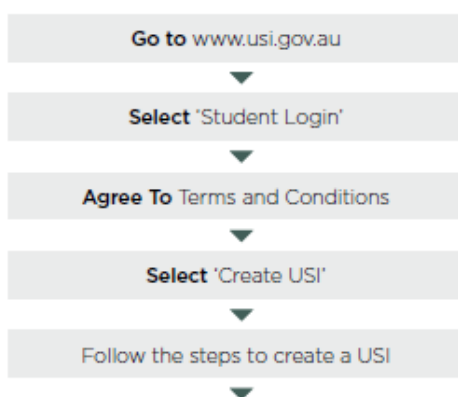 Go to www.usi.gov.au
Select 'Student Login'
Agree To Terms and Conditions
Select 'Create USI'
Follow the steps to create a USI